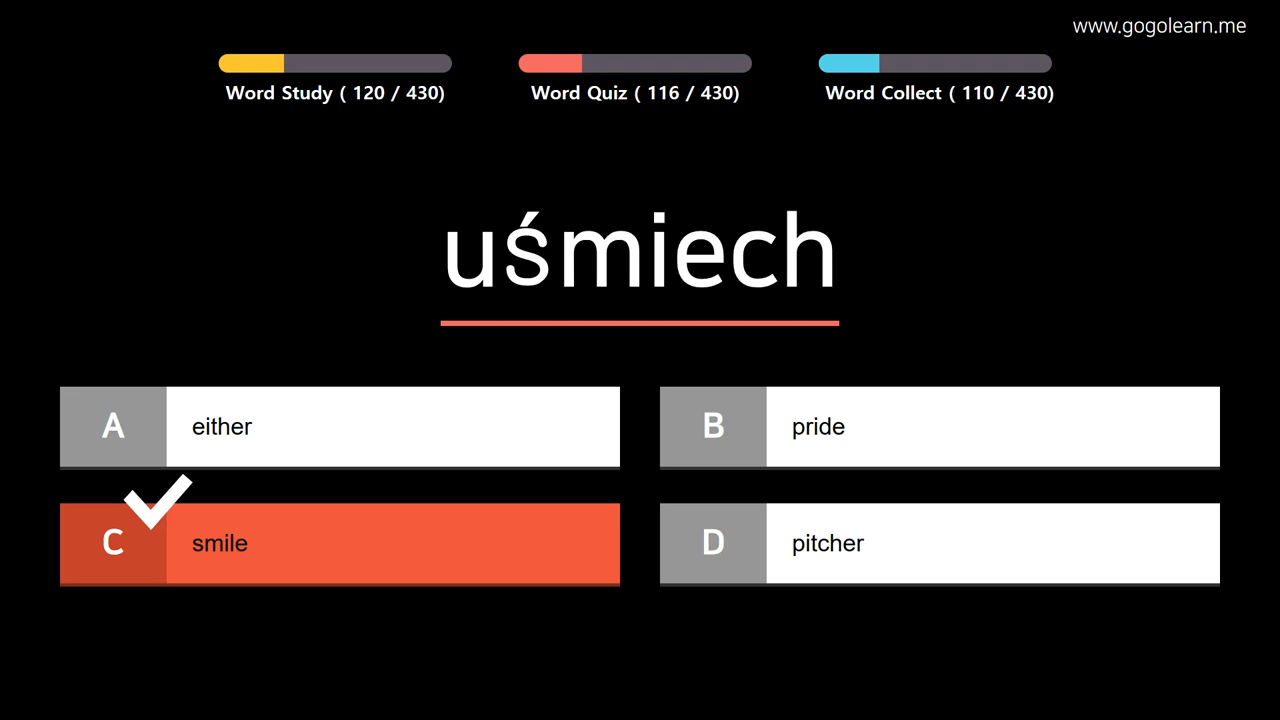 www.gogolearn.me
Word Study ( 120 / 430)
Word Quiz ( 116 / 430)
Word Collect ( 110 / 430)
uśmiech
A either
B pride
C smile
D pitcher